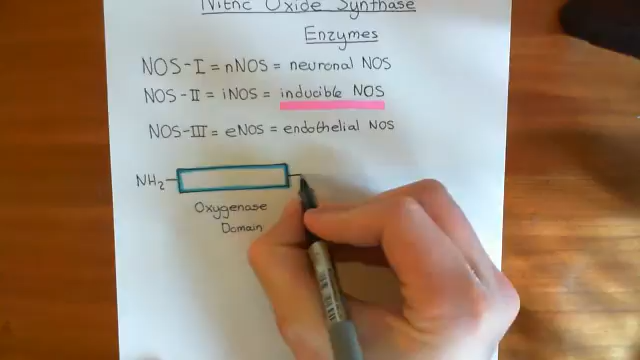 Nitric Oxide Synthase
Enzymes
NOS-I = nNOS = neuronal NOS
NOS-II = iNOS = inducible NOS
NOS-III = eNOS = endothelial NOS
NH2
Oxygenase
Domain